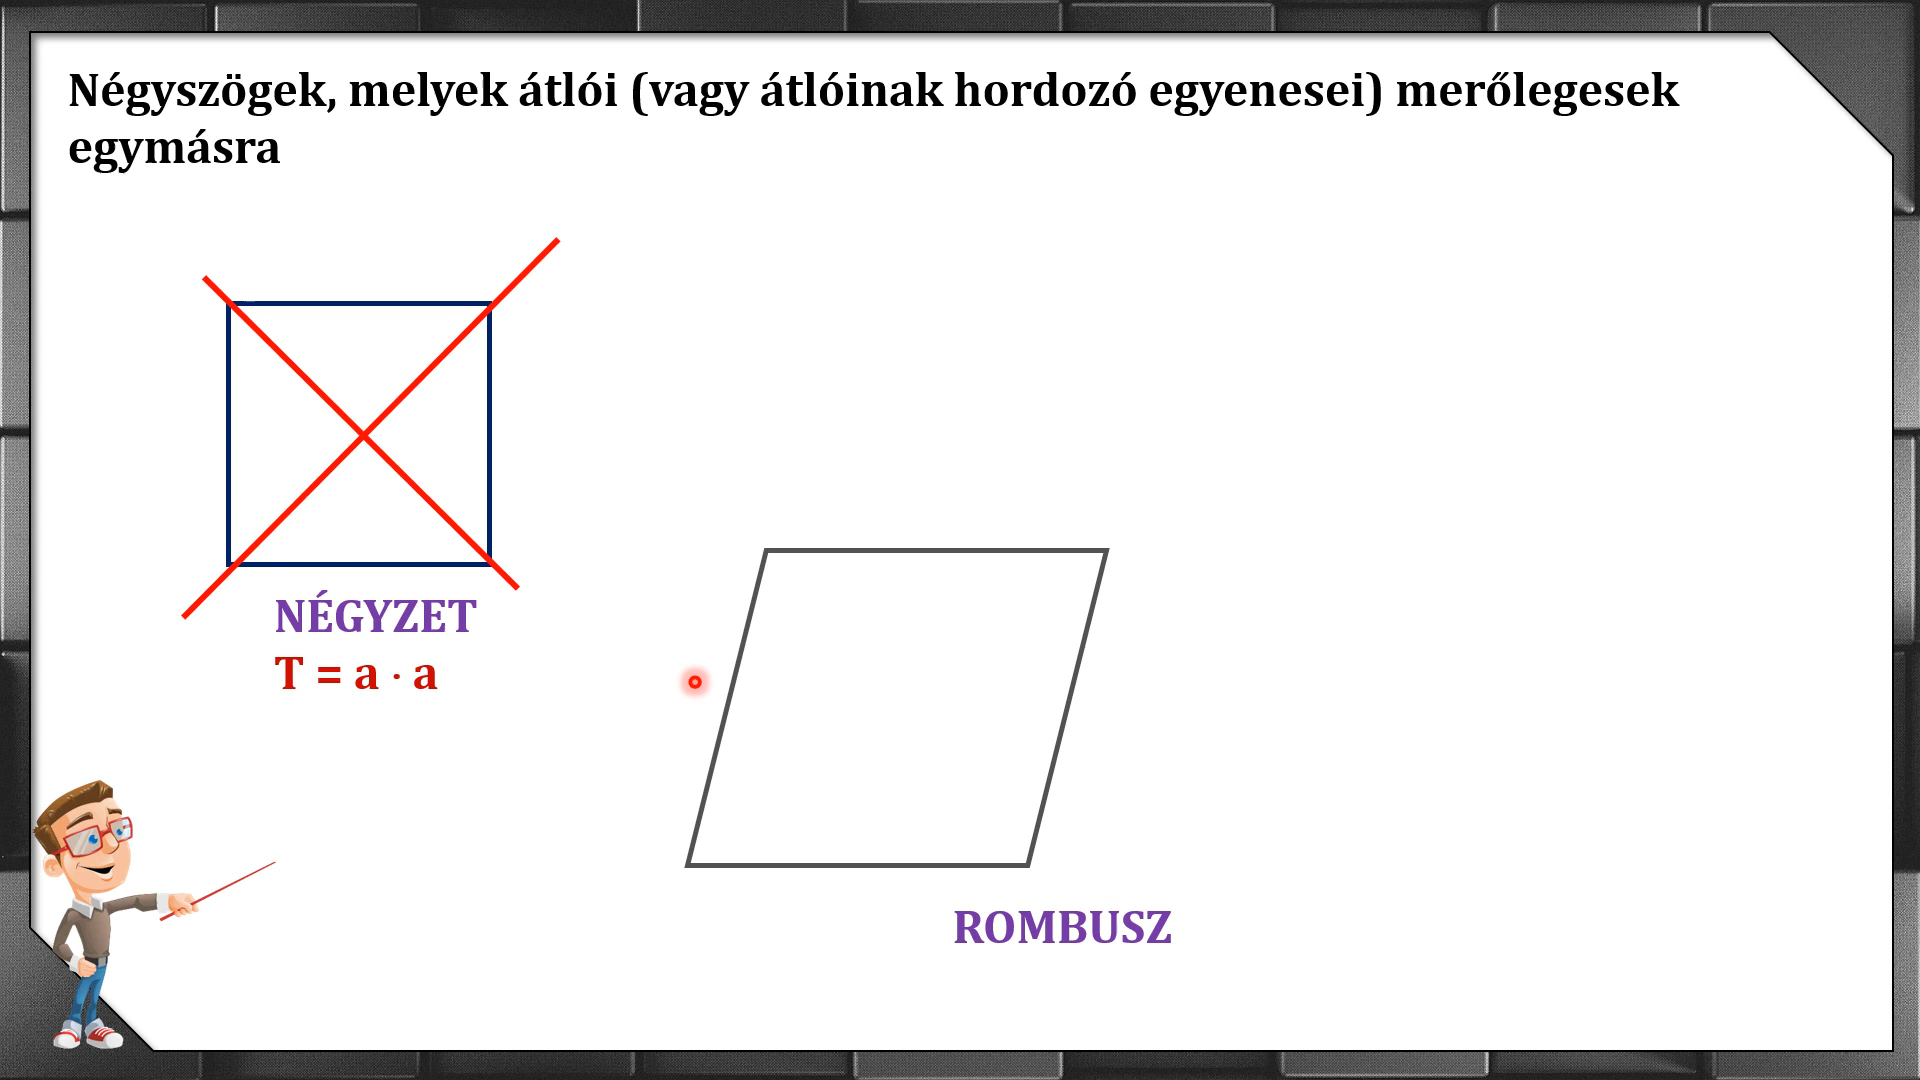 Négyszögek, melyek átlói (vagy átlóinak hordozó egyenesei) merőlegesek
egymásra
NÉGYZET
T = a · a
ROMBUSZ